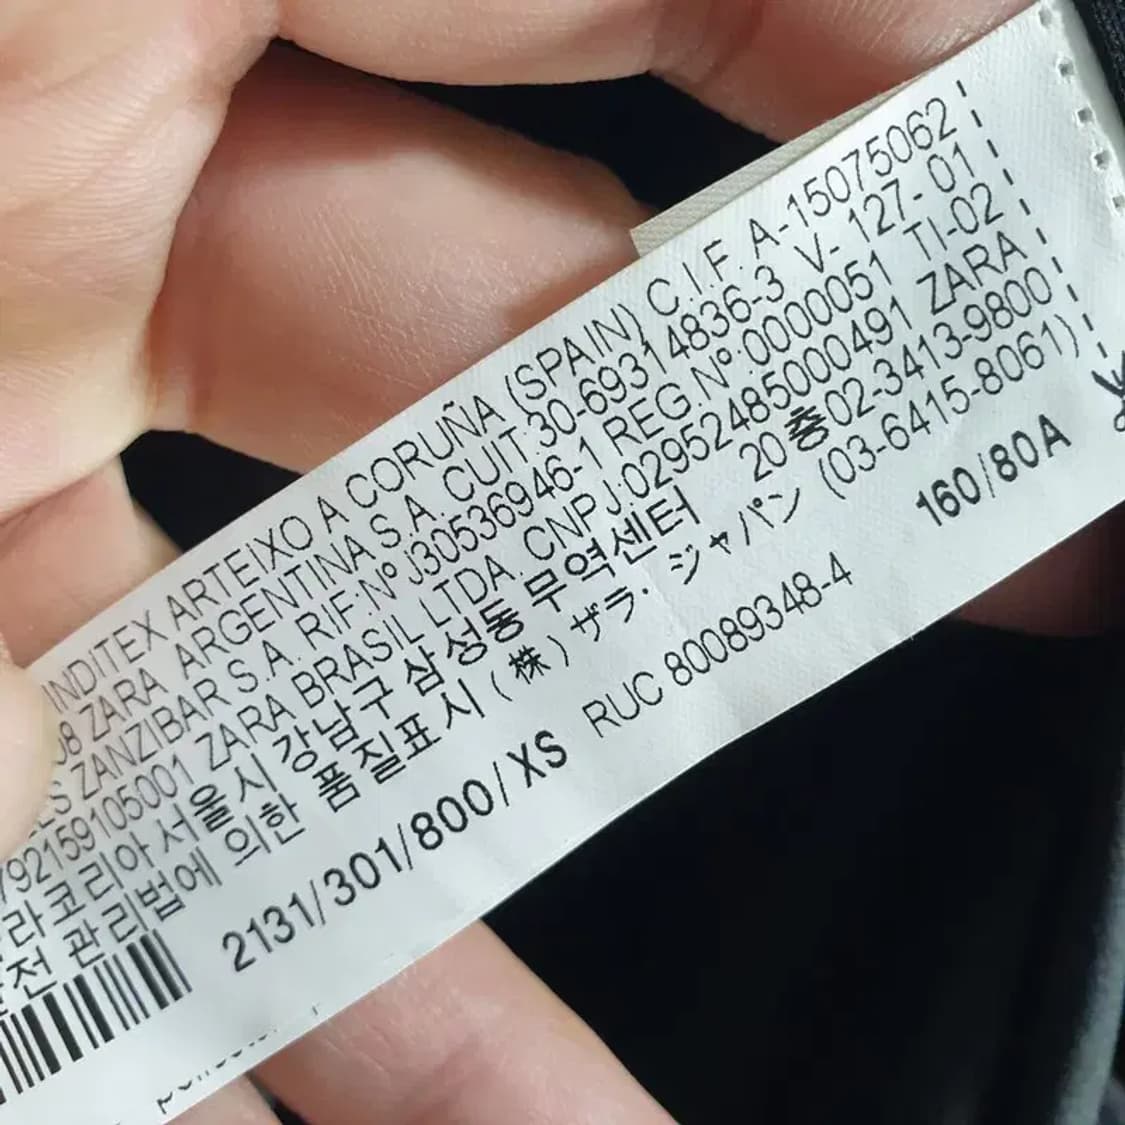 INDITEX ARTEIXO A CORUÑA (SPAIN) C.I.F. A-15075062
08 ZARA ARGENTINA S.A. CUIT:30-69314836-3 V-127-01
ZANZIBAR S.A. RIF:Nº J30536946-1 REG.Nº:0000051 TI-02
792159105001 ZARA BRASIL LTDA. CNPJ:02952485000491 ZARA
라코리아 서울시 강남구 삼성동 무역센터 20층 02-3413-9800
전 관리법에 의한 품질표시 (株) ザラ・ジャパン (03-6415-8061)
160/80A
2131/301/800/XS RUC 80089348-4